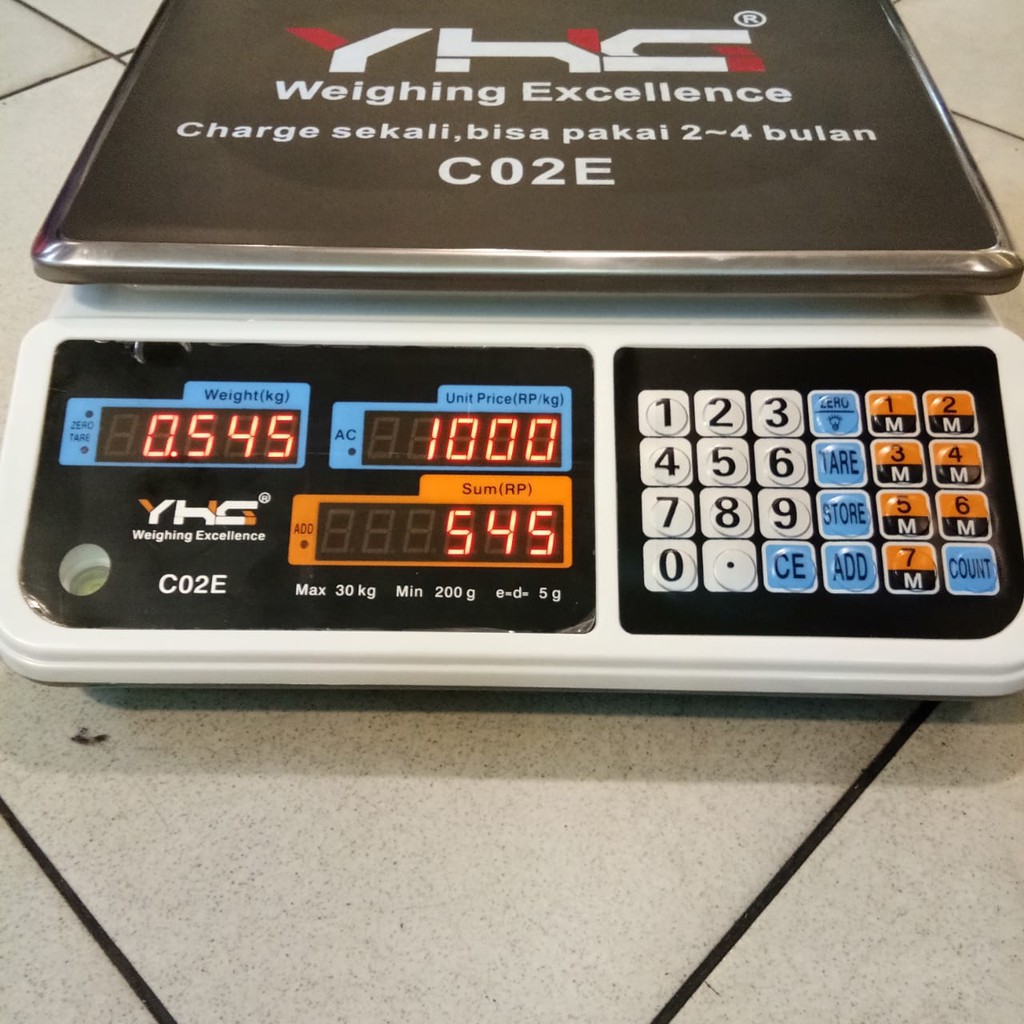 YHS®
Weighing Excellence
Charge sekali,bisa pakai 2~4 bulan
C02E
Weight(kg)
ZERO
TARE
0.545
Unit Price(RP/kg)
AC
1000
Sum(RP)
ADD
545
YHS®
Weighing Excellence
C02E
Max 30 kg Min 200 g e=d= 5 g
1 2 3 ZERO 1 M 2 M
4 5 6 TARE 3 M 4 M
7 8 9 STORE 5 M 6 M
0 . CE ADD 7 M COUNT